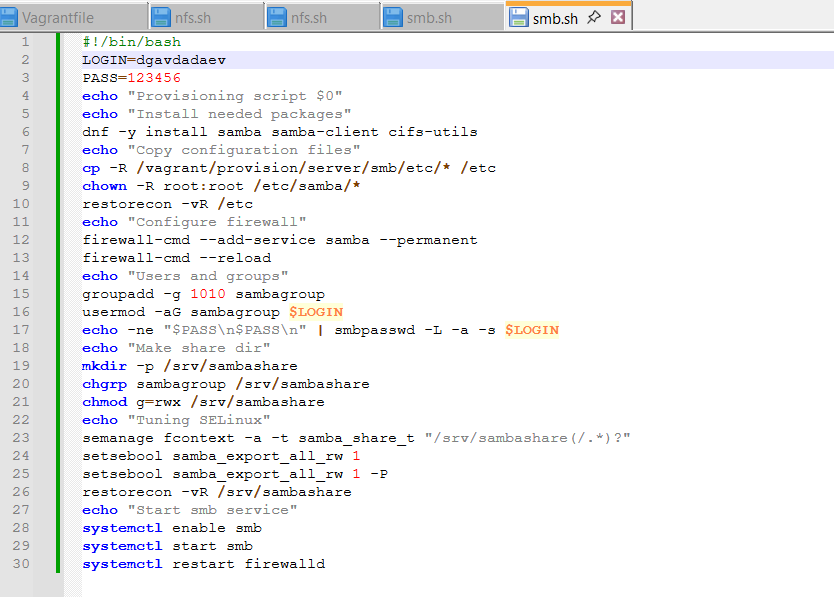 Vagrantfile nfs.sh nfs.sh smb.sh smb.sh
1 #!/bin/bash
2 LOGIN=dgavdadaev
3 PASS=123456
4 echo "Provisioning script $0"
5 echo "Install needed packages"
6 dnf -y install samba samba-client cifs-utils
7 echo "Copy configuration files"
8 cp -R /vagrant/provision/server/smb/etc/* /etc
9 chown -R root:root /etc/samba/*
10 restorecon -vR /etc
11 echo "Configure firewall"
12 firewall-cmd --add-service samba --permanent
13 firewall-cmd --reload
14 echo "Users and groups"
15 groupadd -g 1010 sambagroup
16 usermod -aG sambagroup $LOGIN
17 echo -ne "$PASS\n$PASS\n" | smbpasswd -L -a -s $LOGIN
18 echo "Make share dir"
19 mkdir -p /srv/sambashare
20 chgrp sambagroup /srv/sambashare
21 chmod g=rwx /srv/sambashare
22 echo "Tuning SELinux"
23 semanage fcontext -a -t samba_share_t "/srv/sambashare(/.*)?"
24 setsebool samba_export_all_rw 1
25 setsebool samba_export_all_rw 1 -P
26 restorecon -vR /srv/sambashare
27 echo "Start smb service"
28 systemctl enable smb
29 systemctl start smb
30 systemctl restart firewalld